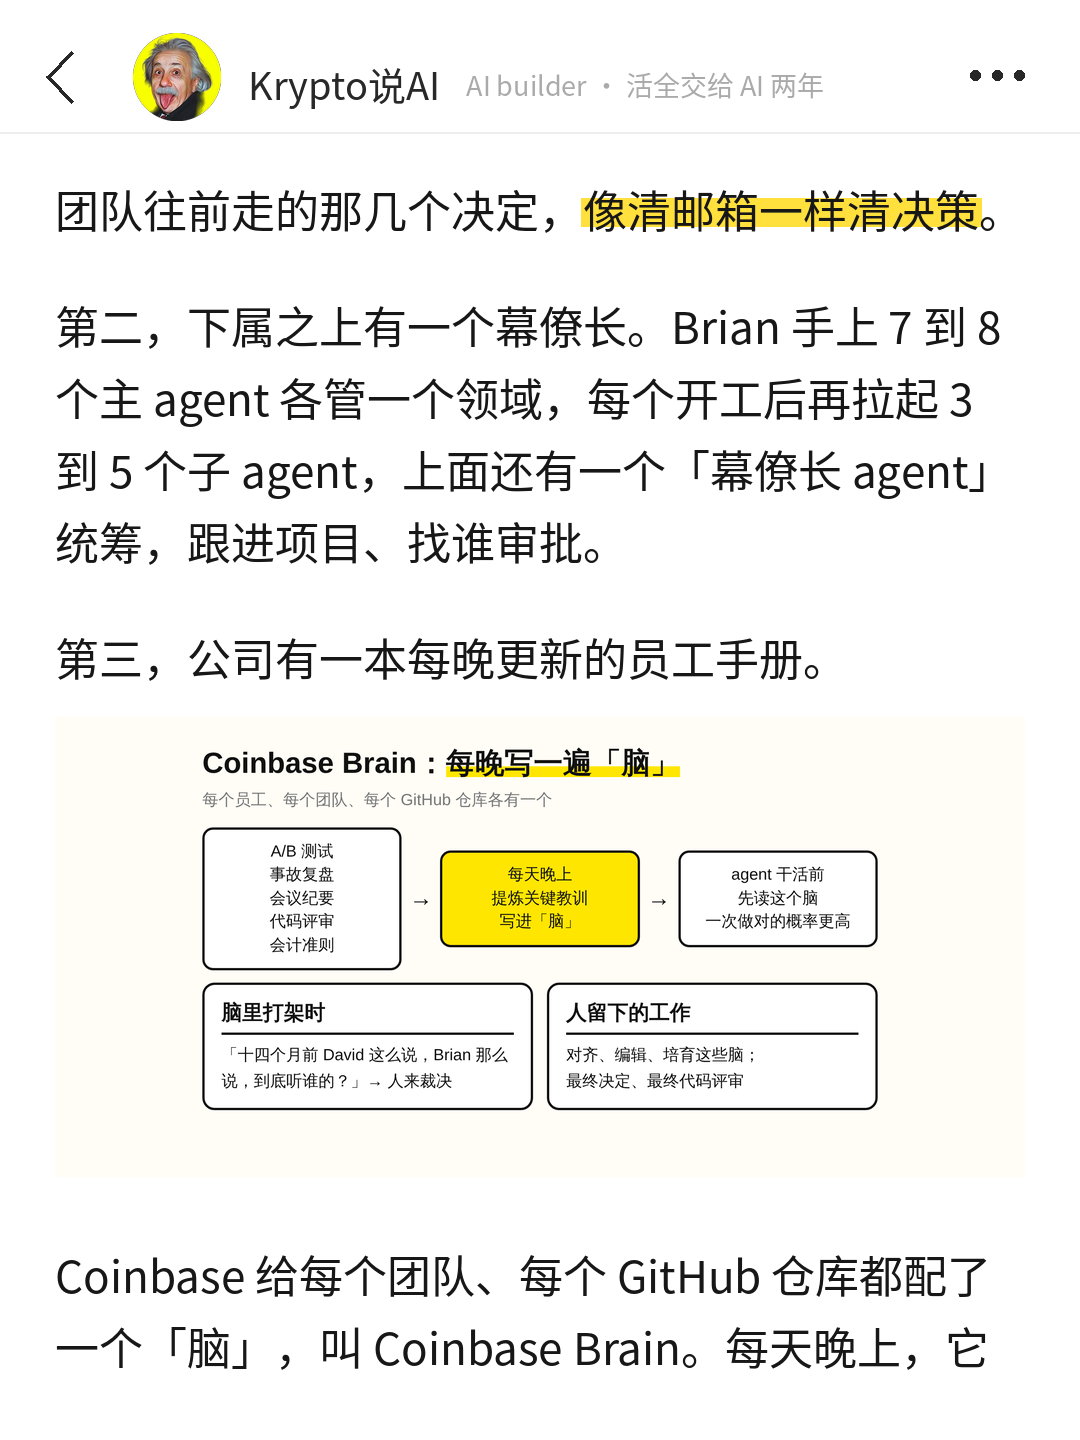 Krypto说AI AI builder · 活全交给 AI 两年
团队往前走的那几个决定，像清邮箱一样清决策。
第二，下属之上有一个幕僚长。Brian 手上 7 到 8
个主 agent 各管一个领域，每个开工后再拉起 3
到 5 个子 agent，上面还有一个「幕僚长 agent」
统筹，跟进项目、找谁审批。
第三，公司有一本每晚更新的员工手册。
Coinbase Brain：每晚写一遍「脑」
每个员工、每个团队、每个 GitHub 仓库各有一个
A/B 测试
事故复盘
会议纪要
代码评审
会计准则
→
每天晚上
提炼关键教训
写进「脑」
→
agent 干活前
先读这个脑
一次做对的概率更高
脑里打架时
「十四个月前 David 这么说，Brian 那么
说，到底听谁的？」→ 人来裁决
人留下的工作
对齐、编辑、培育这些脑；
最终决定、最终代码评审
Coinbase 给每个团队、每个 GitHub 仓库都配了
一个「脑」，叫 Coinbase Brain。每天晚上，它